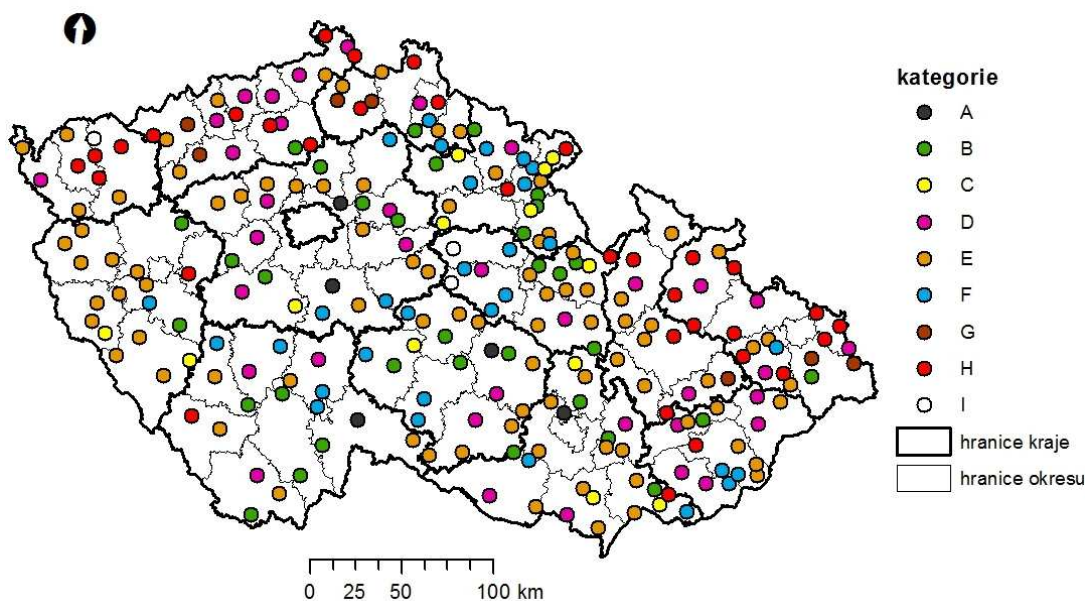 kategorie
A
B
C
D
E
F
G
H
I
hranice kraje
hranice okresu
0 25 50 100 km